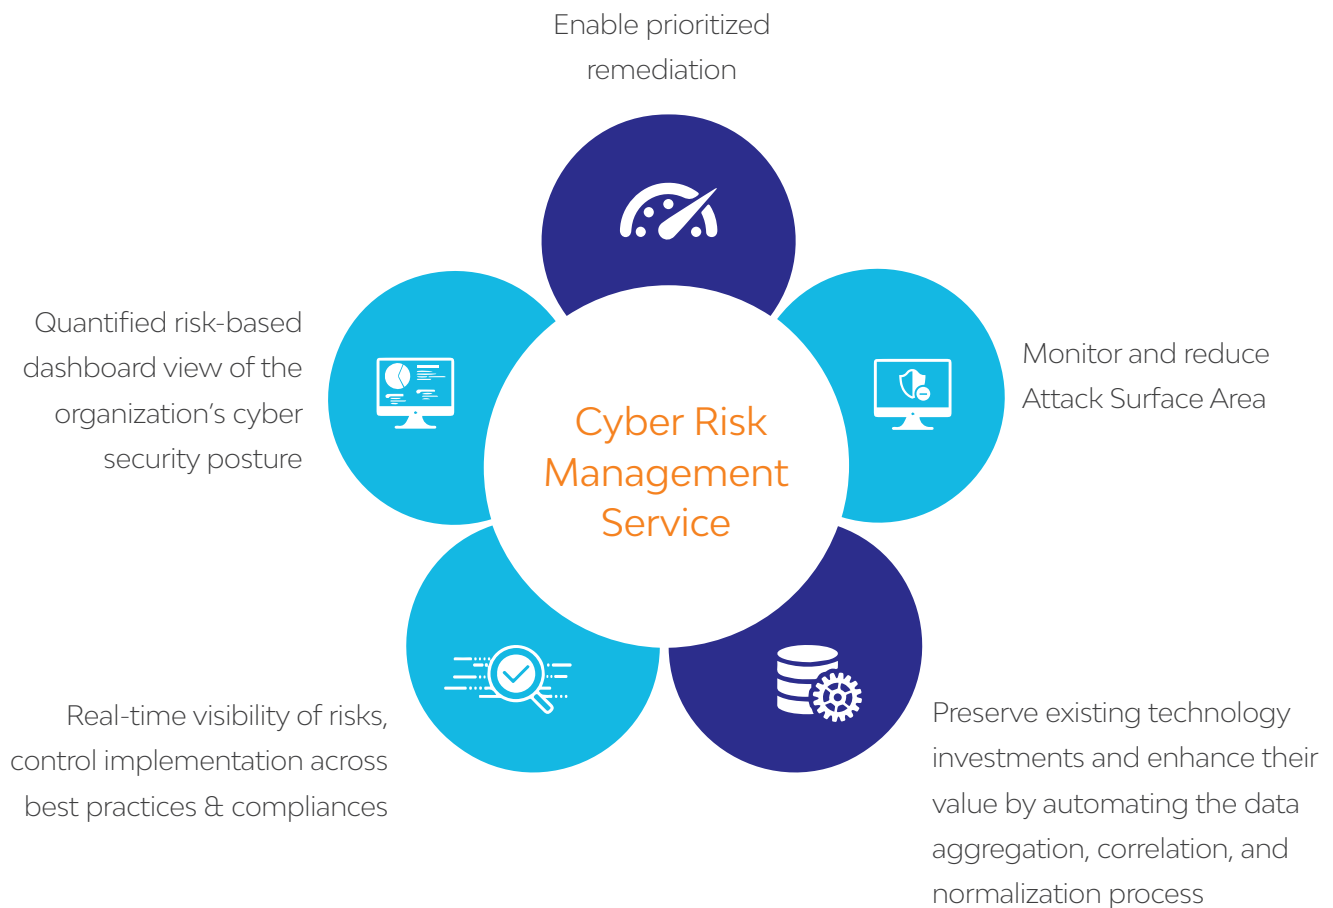 Enable prioritized
remediation
Quantified risk-based
dashboard view of the
organization's cyber
security posture
Monitor and reduce
Attack Surface Area
Cyber Risk
Management
Service
Real-time visibility of risks,
control implementation across
best practices & compliances
Preserve existing technology
investments and enhance their
value by automating the data
aggregation, correlation, and
normalization process